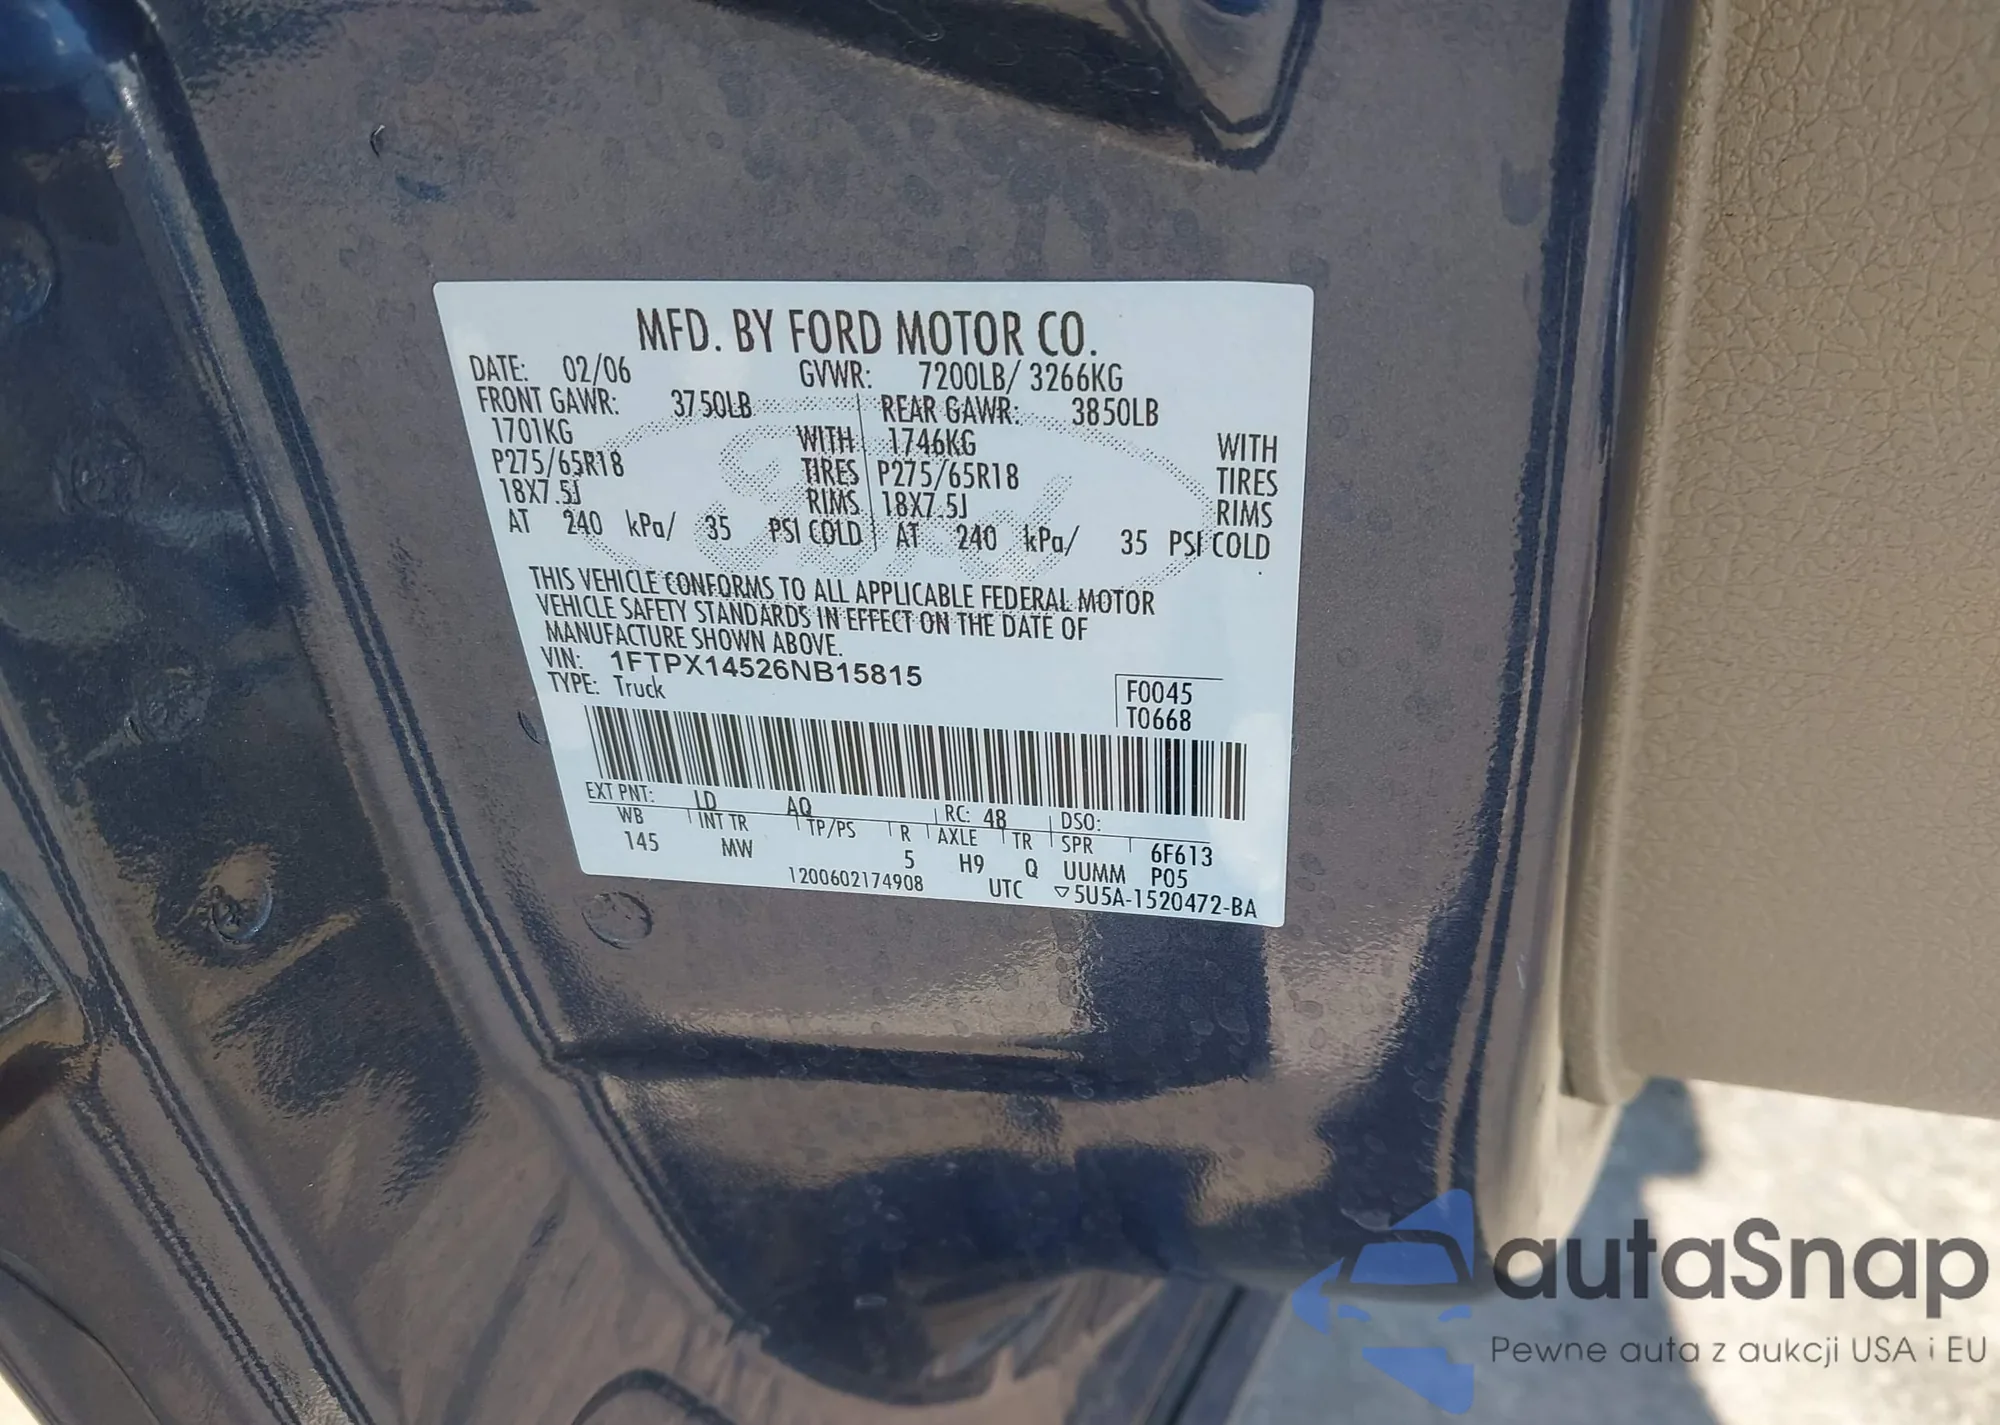 MFD. BY FORD MOTOR CO.
DATE: 02/06 GVWR: 7200LB/ 3266KG
FRONT GAWR: 3750LB REAR GAWR: 3850LB
1701KG WITH 1746KG WITH
P275/65R18 TIRES P275/65R18 TIRES
18X7.5J RIMS 18X7.5J RIMS
AT 240 kPa/ 35 PSI COLD AT 240 kPa/ 35 PSI COLD
Ford
THIS VEHICLE CONFORMS TO ALL APPLICABLE FEDERAL MOTOR
VEHICLE SAFETY STANDARDS IN EFFECT ON THE DATE OF
MANUFACTURE SHOWN ABOVE.
VIN: 1FTPX14526NB15815
TYPE: Truck
F0045
T0668
EXT PNT: LD AQ RC: 48 DSO:
WB INT TR TP/PS R AXLE TR SPR 6F613
145 MW 5 H9 Q UUMM P05
1200602174908 UTC ▽5U5A-1520472-BA
autaSnap
Pewne auta z aukcji USA i EU